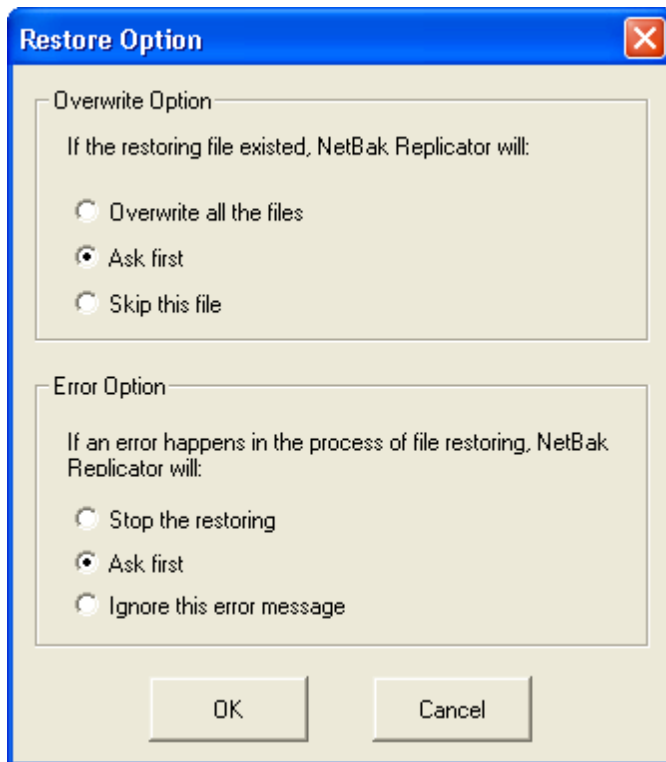 Restore Option
Overwrite Option
If the restoring file existed, NetBak Replicator will:
Overwrite all the files
Ask first
Skip this file
Error Option
If an error happens in the process of file restoring, NetBak
Replicator will:
Stop the restoring
Ask first
Ignore this error message
OK
Cancel